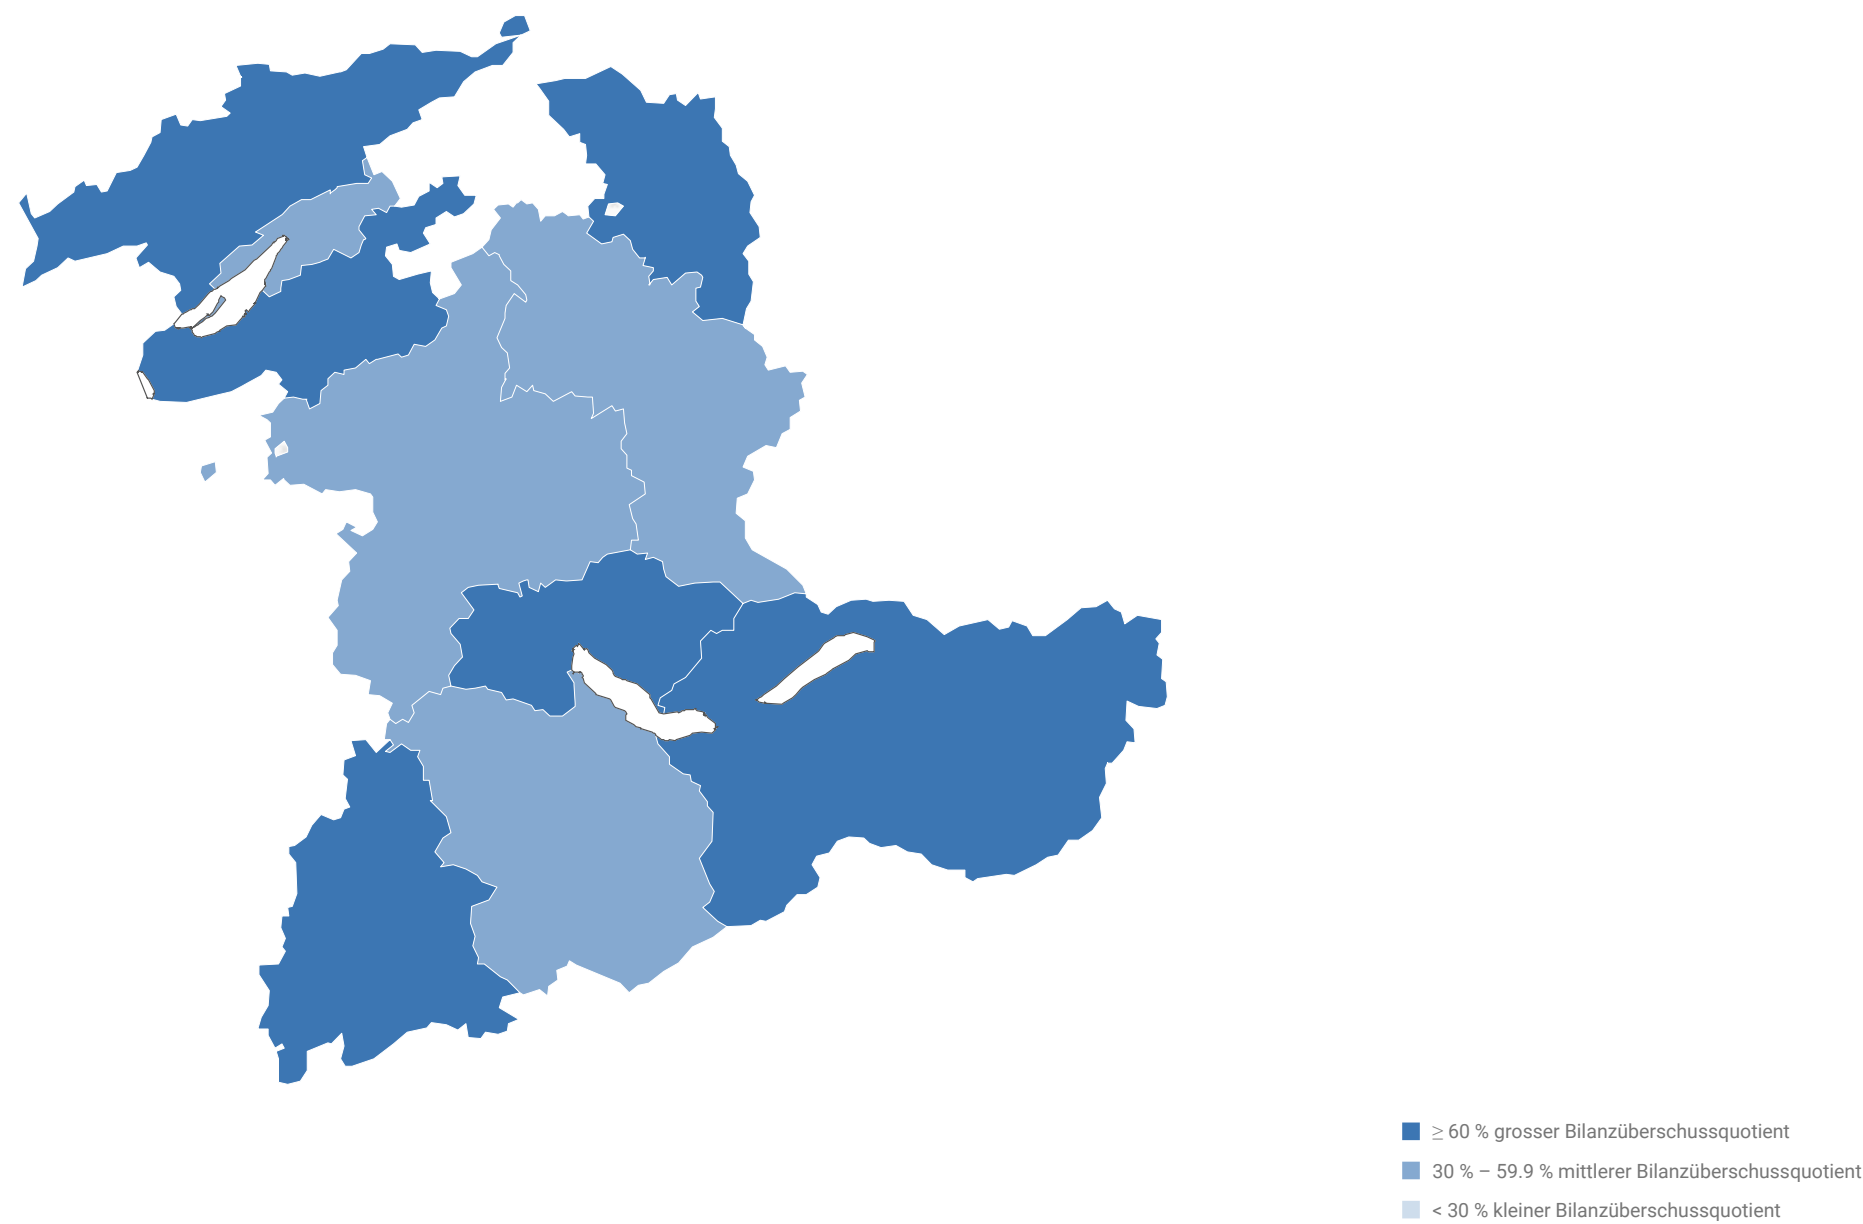 ≥ 60 % grosser Bilanzüberschussquotient
30 % – 59.9 % mittlerer Bilanzüberschussquotient
< 30 % kleiner Bilanzüberschussquotient